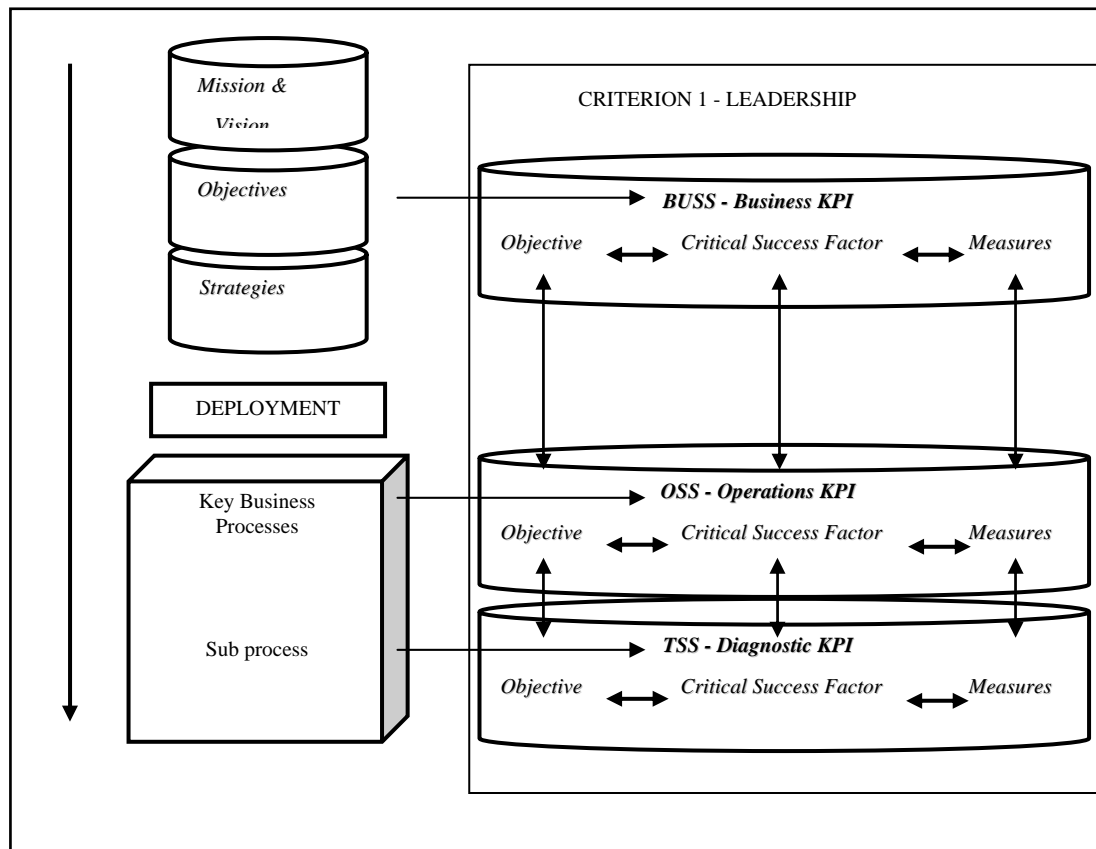 Mission &
Vision
Objectives
Strategies
DEPLOYMENT
Key Business
Processes
Sub process
CRITERION 1 - LEADERSHIP
BUSS - Business KPI
Objective Critical Success Factor Measures
OSS - Operations KPI
Objective Critical Success Factor Measures
TSS - Diagnostic KPI
Objective Critical Success Factor Measures